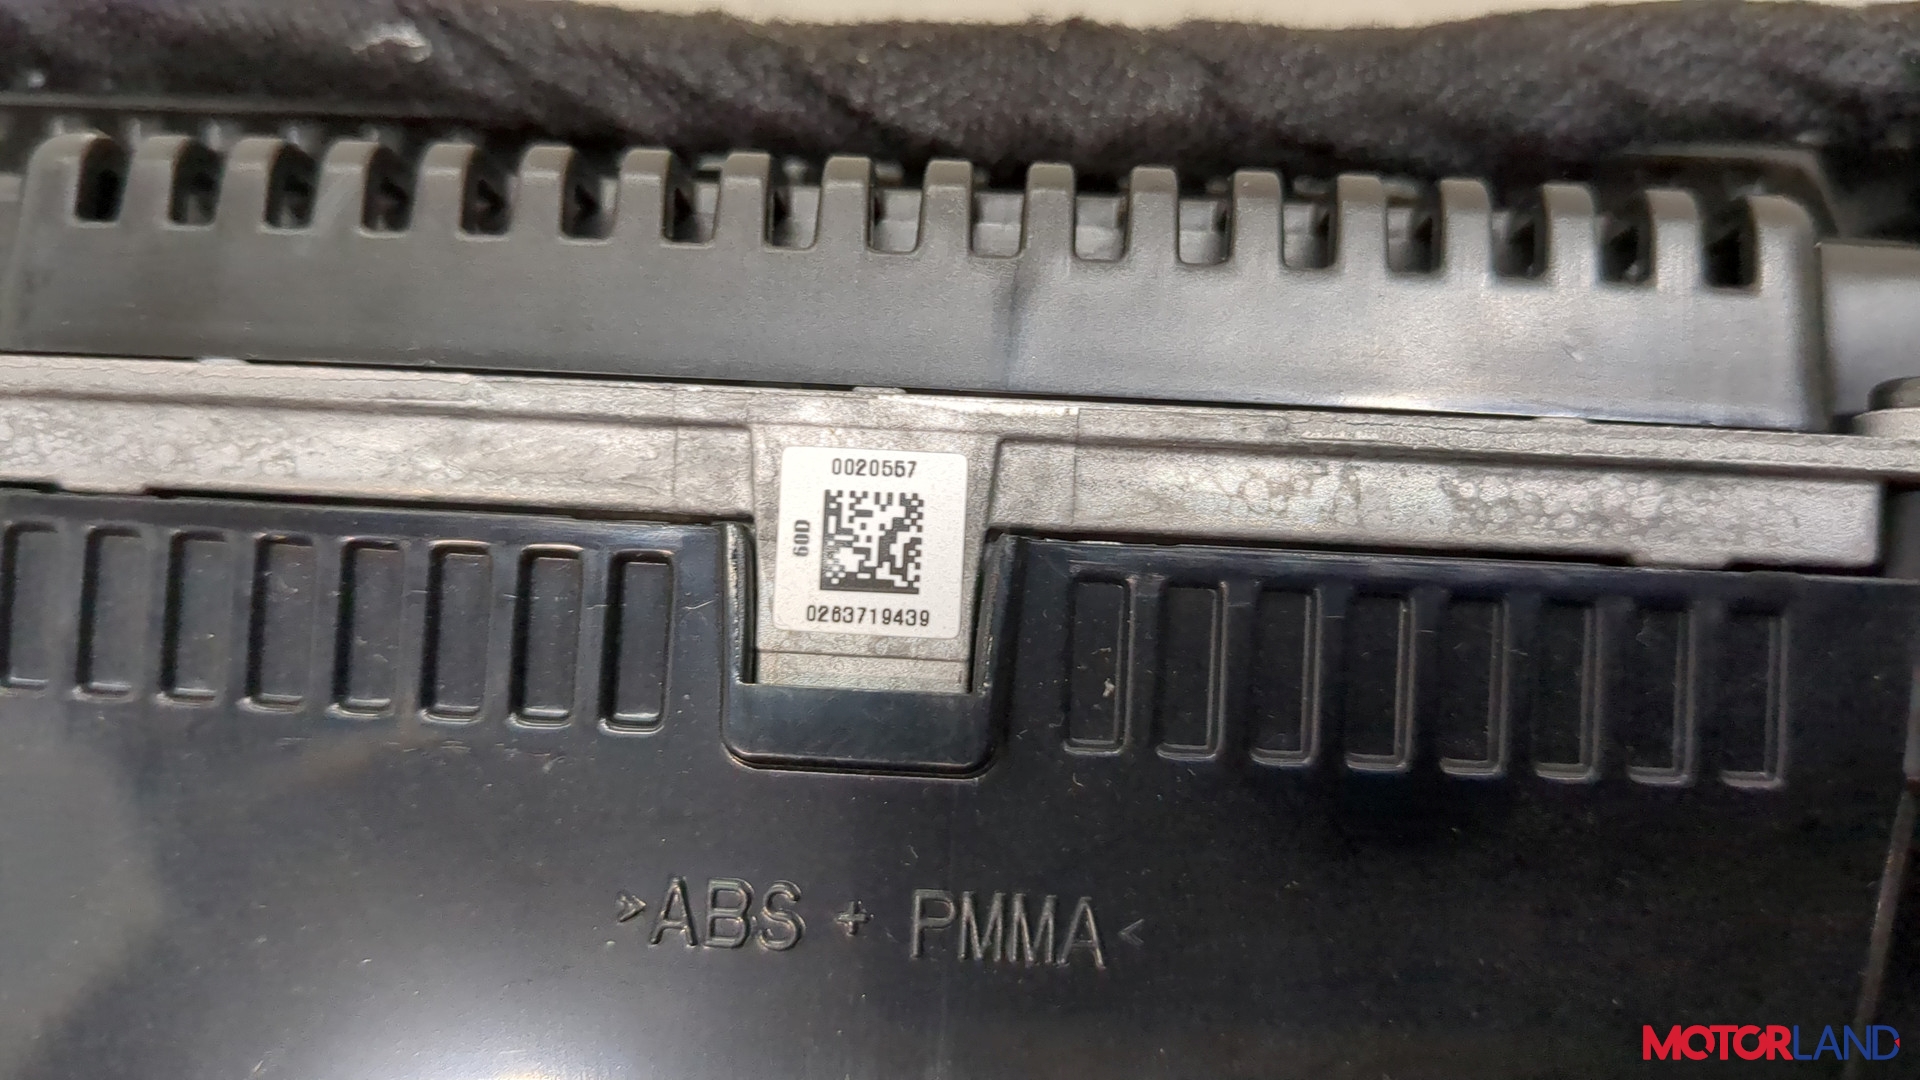 0020557
60D
0263719439
>ABS + PMMA<
MOTORLAND